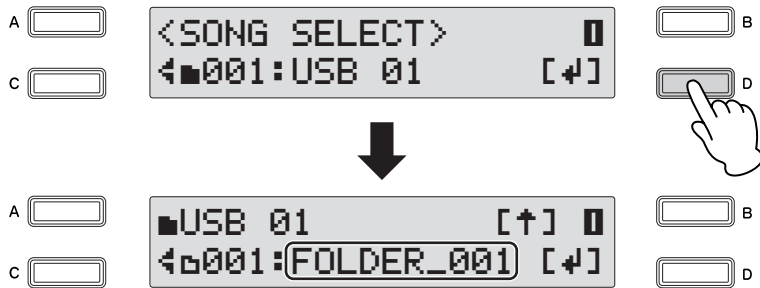 A
<SONG SELECT>
B
C
001:USB 01 [↲]
D
A
USB 01 [↑]
B
C
001:FOLDER_001 [↲]
D